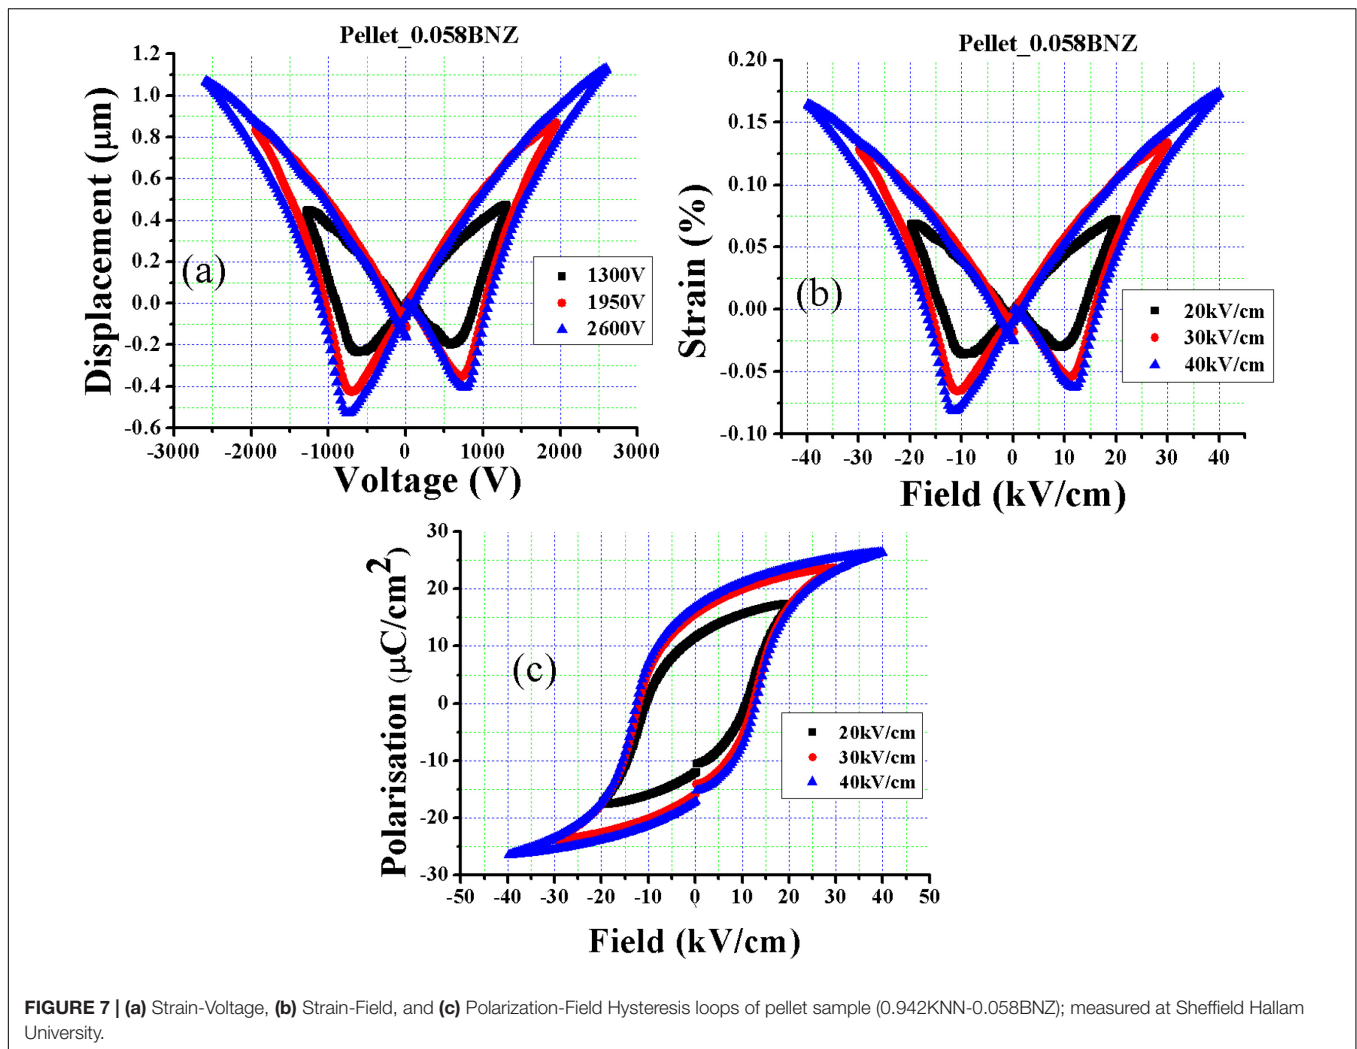 Pellet_0.058BNZ
1.2
1.0
0.8
0.6
0.4
0.2
0.0
-0.2
-0.4
-0.6
Displacement (μm)
(a)
1300V
1950V
2600V
-3000 -2000 -1000 0 1000 2000 3000
Voltage (V)
Pellet_0.058BNZ
0.20
0.15
0.10
0.05
0.00
-0.05
-0.10
Strain (%)
(b)
20kV/cm
30kV/cm
40kV/cm
-40 -30 -20 -10 0 10 20 30 40
Field (kV/cm)
30
20
10
0
-10
-20
-30
Polarisation (μC/cm²)
(c)
20kV/cm
30kV/cm
40kV/cm
-50 -40 -30 -20 -10 0 10 20 30 40 50
Field (kV/cm)
FIGURE 7 | (a) Strain-Voltage, (b) Strain-Field, and (c) Polarization-Field Hysteresis loops of pellet sample (0.942KNN-0.058BNZ); measured at Sheffield Hallam
University.